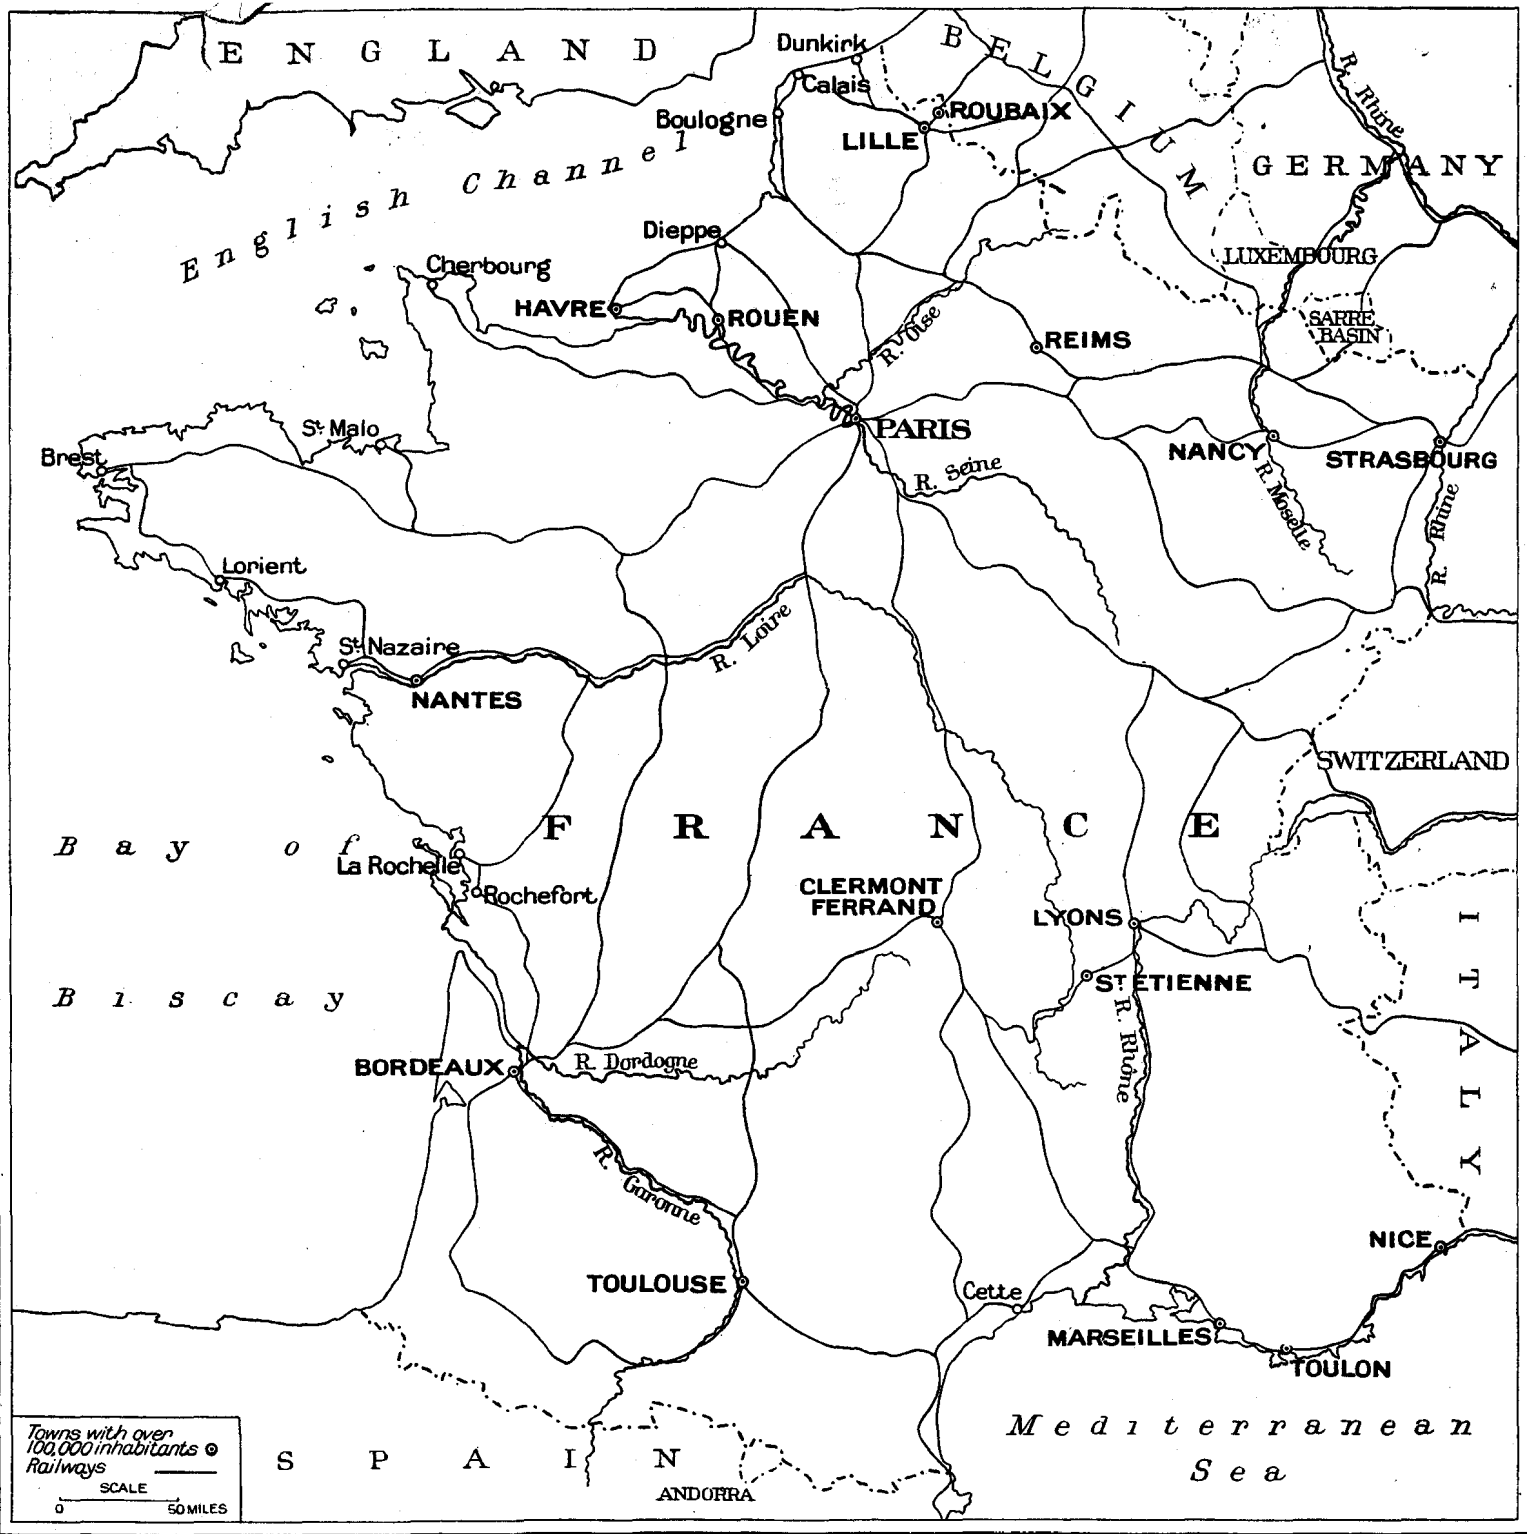 ENGLAND
Dunkirk
BELGIUM
Calais
R. Rhine
Boulogne
ROUBAIX
LILLE
English Channel
GERMANY
Dieppe
LUXEMBOURG
Cherbourg
HAVRE
ROUEN
R. Oise
REIMS
SARRE
BASIN
PARIS
St. Malo
Brest
NANCY
STRASBOURG
R. Seine
R. Moselle
R. Rhine
Lorient
St. Nazaire
R. Loire
NANTES
SWITZERLAND
FRANCE
Bay of
Biscay
La Rochelle
Rochefort
CLERMONT
FERRAND
LYONS
ST. ETIENNE
ITALY
R. Rhône
BORDEAUX
R. Dordogne
R. Garonne
NICE
TOULOUSE
Cette
MARSEILLES
TOULON
Mediterranean
Sea
SPAIN
ANDORRA
Towns with over
100,000 inhabitants
Railways
SCALE
0 50 MILES